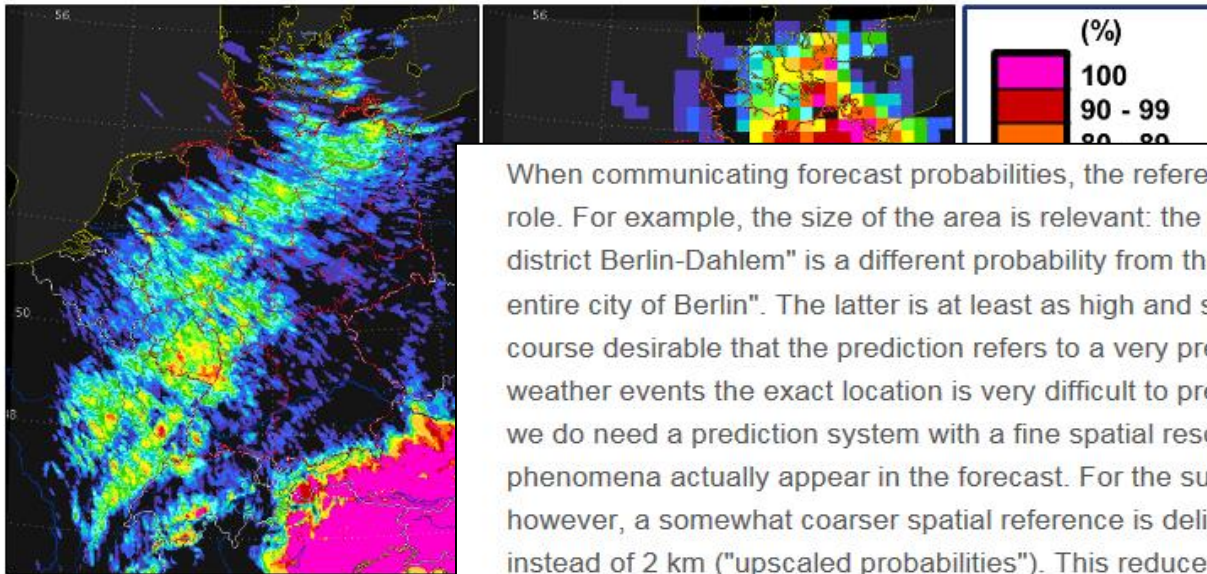 56
56
(%)
100
90 - 99
80 - 89
When communicating forecast probabilities, the refere
role. For example, the size of the area is relevant: the
district Berlin-Dahlem" is a different probability from th
entire city of Berlin". The latter is at least as high and s
course desirable that the prediction refers to a very pre
weather events the exact location is very difficult to pre
we do need a prediction system with a fine spatial reso
phenomena actually appear in the forecast. For the su
however, a somewhat coarser spatial reference is deli
instead of 2 km ("upscaled probabilities"). This reduce
50
48